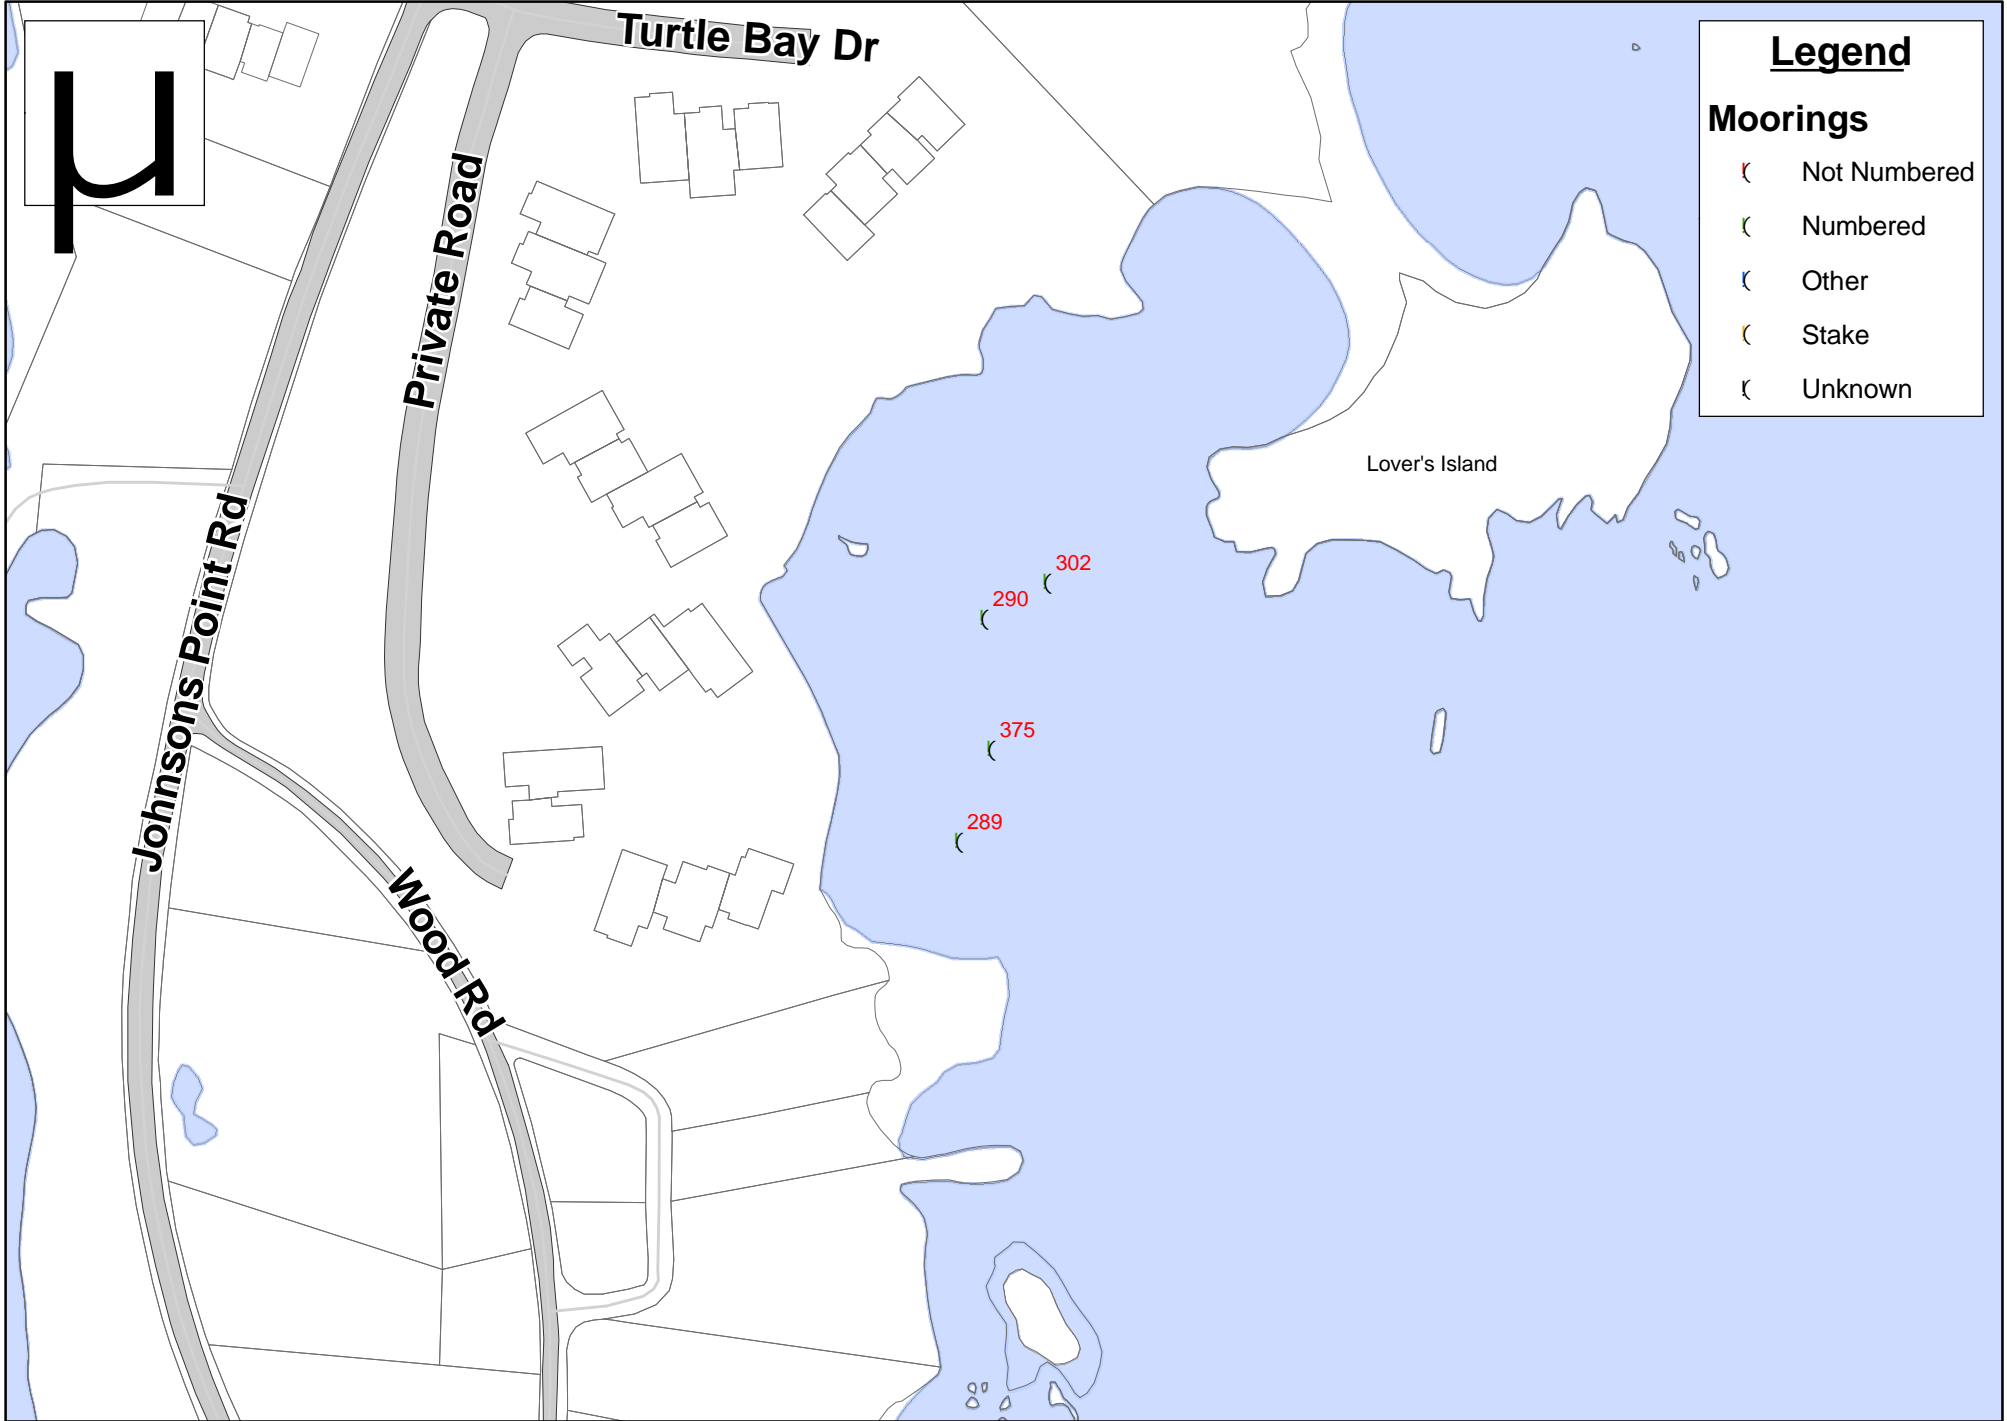 µ
Turtle Bay Dr
Legend
Moorings
Not Numbered
Numbered
Other
Stake
Unknown
Private Road
Lover's Island
Johnsons Point Rd
302
290
375
289
Wood Rd